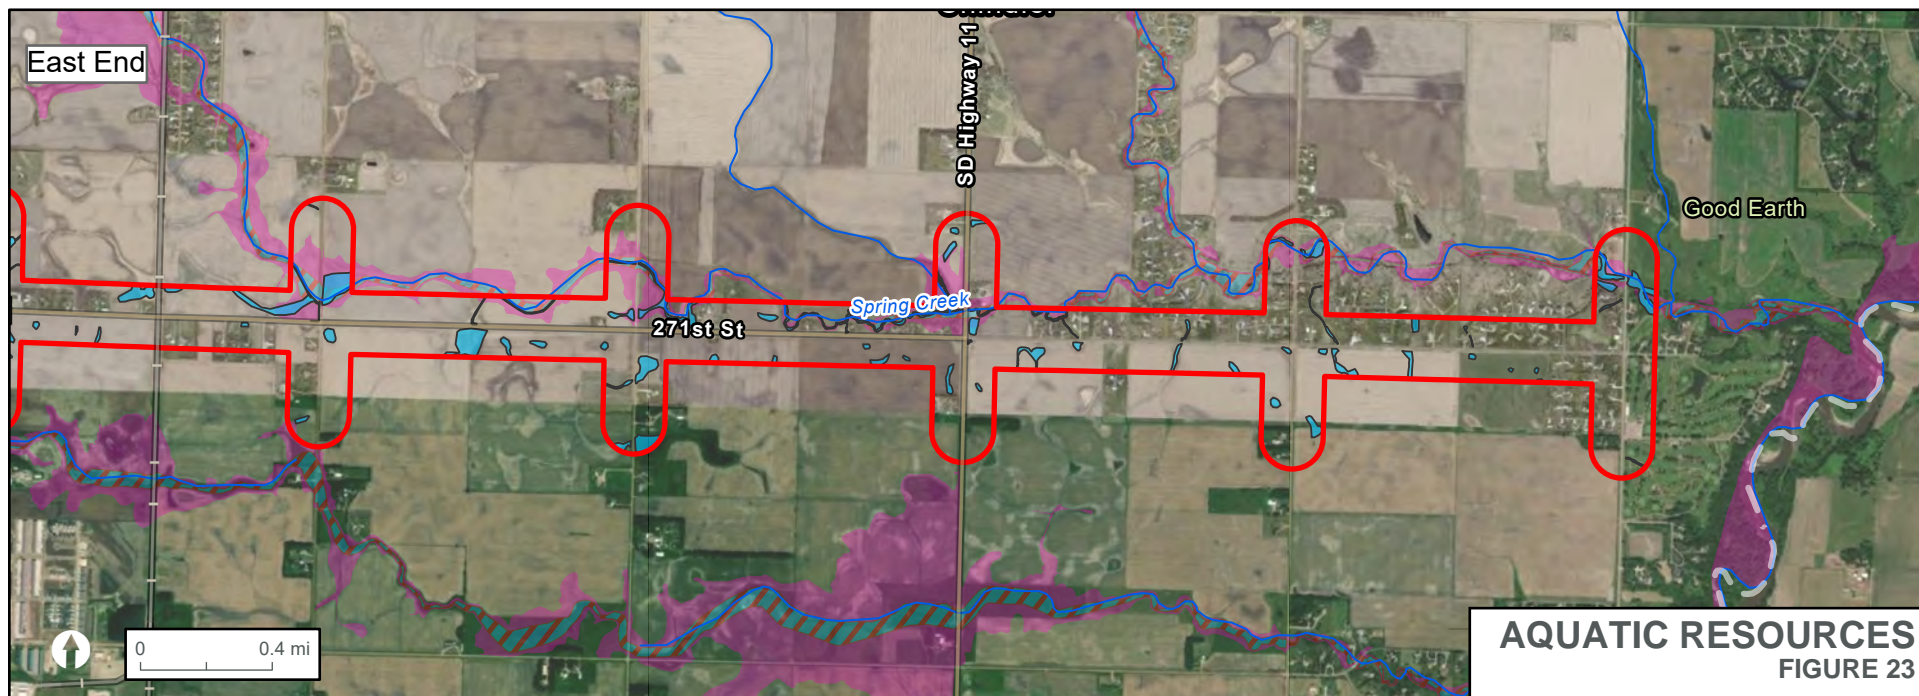 East End
SD Highway 11
Good Earth
Spring Creek
271st St
0
0.4 mi
AQUATIC RESOURCES
FIGURE 23